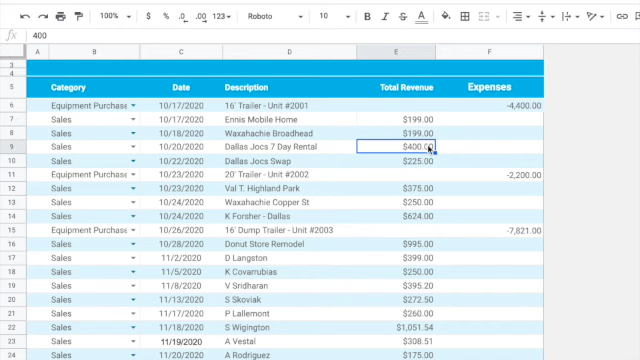 100% $ % .0 .00 123 Roboto 10 B I S A
fx 400
A B C D E F
3
4
5 Category Date Description Total Revenue Expenses
6 Equipment Purchase 10/17/2020 16' Trailer - Unit #2001 -4,400.00
7 Sales 10/17/2020 Ennis Mobile Home $199.00
8 Sales 10/18/2020 Waxahachie Broadhead $199.00
9 Sales 10/20/2020 Dallas Jocs 7 Day Rental $400.00
10 Sales 10/22/2020 Dallas Jocs Swap $225.00
11 Equipment Purchase 10/23/2020 20' Trailer - Unit #2002 -2,200.00
12 Sales 10/23/2020 Val T. Highland Park $375.00
13 Sales 10/24/2020 Waxahachie Copper St $250.00
14 Sales 10/24/2020 K Forsher - Dallas $624.00
15 Equipment Purchase 10/26/2020 16' Dump Trailer - Unit #2003 -7,821.00
16 Sales 10/28/2020 Donut Store Remodel $995.00
17 Sales 11/2/2020 D Langston $399.00
18 Sales 11/5/2020 K Covarrubias $250.00
19 Sales 11/8/2020 V Sridharan $395.20
20 Sales 11/13/2020 S Skoviak $272.50
21 Sales 11/17/2020 P Lallemont $260.00
22 Sales 11/18/2020 S Wigington $1,051.54
23 Sales 11/19/2020 A Vestal $308.51
24 Sales 11/20/2020 A Rodriguez $175.00